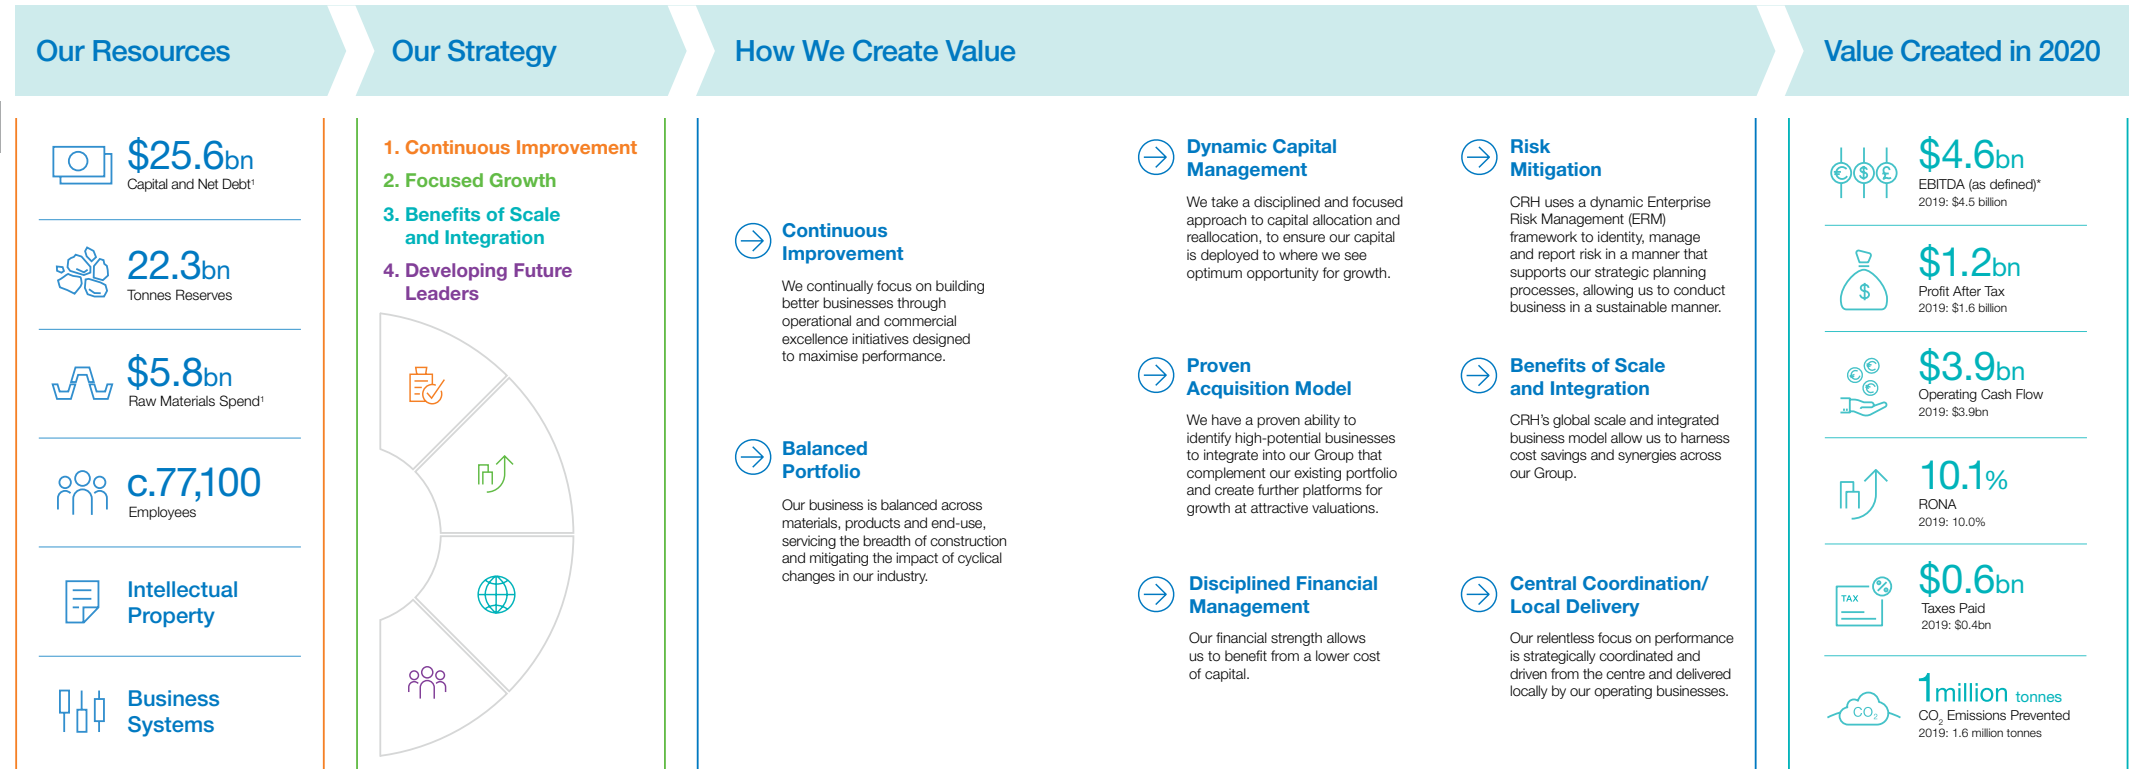 Our Resources
Our Strategy
How We Create Value
Value Created in 2020
$25.6bn
Capital and Net Debt¹
22.3bn
Tonnes Reserves
$5.8bn
Raw Materials Spend¹
c.77,100
Employees
Intellectual
Property
Business
Systems
1. Continuous Improvement
2. Focused Growth
3. Benefits of Scale
and Integration
4. Developing Future
Leaders
Continuous
Improvement
We continually focus on building
better businesses through
operational and commercial
excellence initiatives designed
to maximise performance.
Balanced
Portfolio
Our business is balanced across
materials, products and end-use,
servicing the breadth of construction
and mitigating the impact of cyclical
changes in our industry.
Dynamic Capital
Management
We take a disciplined and focused
approach to capital allocation and
reallocation, to ensure our capital
is deployed to where we see
optimum opportunity for growth.
Proven
Acquisition Model
We have a proven ability to
identify high-potential businesses
to integrate into our Group that
complement our existing portfolio
and create further platforms for
growth at attractive valuations.
Disciplined Financial
Management
Our financial strength allows
us to benefit from a lower cost
of capital.
Risk
Mitigation
CRH uses a dynamic Enterprise
Risk Management (ERM)
framework to identity, manage
and report risk in a manner that
supports our strategic planning
processes, allowing us to conduct
business in a sustainable manner.
Benefits of Scale
and Integration
CRH's global scale and integrated
business model allow us to harness
cost savings and synergies across
our Group.
Central Coordination/
Local Delivery
Our relentless focus on performance
is strategically coordinated and
driven from the centre and delivered
locally by our operating businesses.
€ $ £
$4.6bn
EBITDA (as defined)*
2019: $4.5 billion
$
$1.2bn
Profit After Tax
2019: $1.6 billion
€ € €
$3.9bn
Operating Cash Flow
2019: $3.9bn
10.1%
RONA
2019: 10.0%
TAX %
$0.6bn
Taxes Paid
2019: $0.4bn
CO₂
1million tonnes
CO₂ Emissions Prevented
2019: 1.6 million tonnes